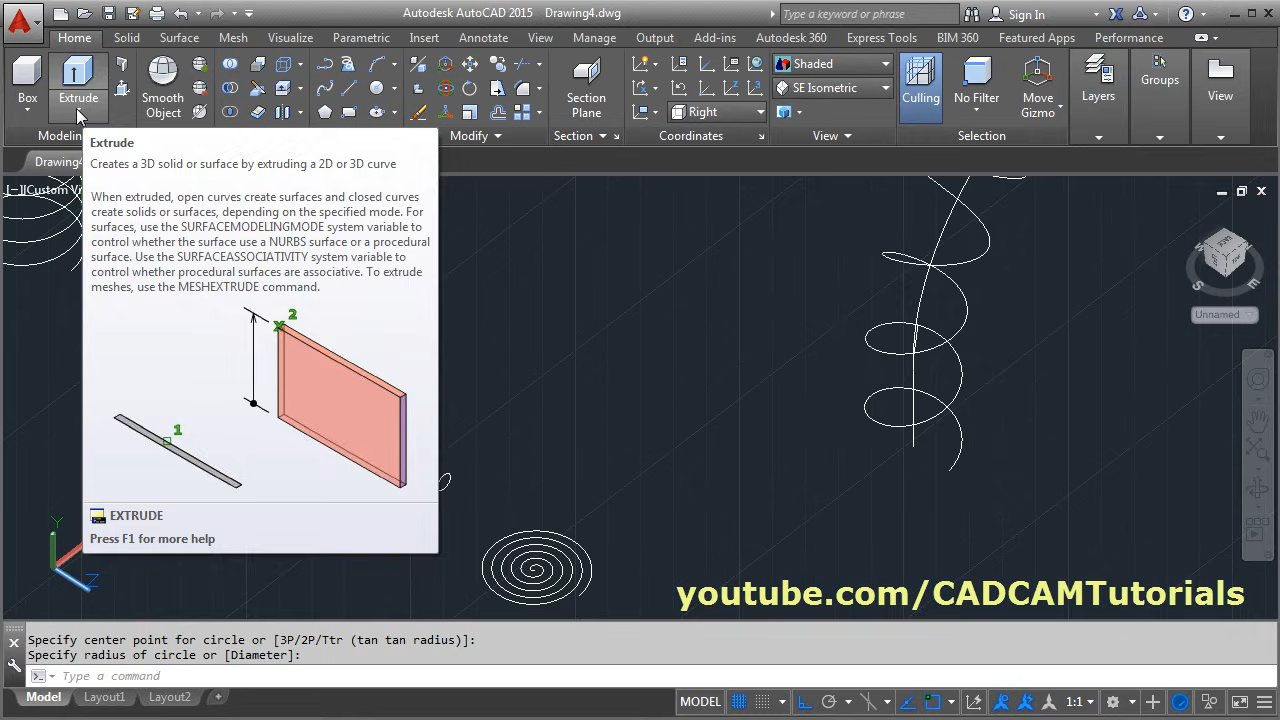 Autodesk AutoCAD 2015   Drawing4.dwg
Type a keyword or phrase
Sign In
Home Solid Surface Mesh Visualize Parametric Insert Annotate View Manage Output Add-ins Autodesk 360 Express Tools BIM 360 Featured Apps Performance
Box
Extrude
Smooth
Object
Section
Plane
Right
Shaded
SE Isometric
Culling
No Filter
Move
Gizmo
Layers
Groups
View
Modelin
Modify
Section
Coordinates
View
Selection
Drawing4
[−][Custom V
Extrude
Creates a 3D solid or surface by extruding a 2D or 3D curve
When extruded, open curves create surfaces and closed curves
create solids or surfaces, depending on the specified mode. For
surfaces, use the SURFACEMODELINGMODE system variable to
control whether the surface use a NURBS surface or a procedural
surface. Use the SURFACEASSOCIATIVITY system variable to
control whether procedural surfaces are associative. To extrude
meshes, use the MESHEXTRUDE command.
2
1
EXTRUDE
Press F1 for more help
S
E
Unnamed
Y
Z
youtube.com/CADCAMTutorials
Specify center point for circle or [3P/2P/Ttr (tan tan radius)]:
Specify radius of circle or [Diameter]:
Type a command
Model Layout1 Layout2 +
MODEL
1:1